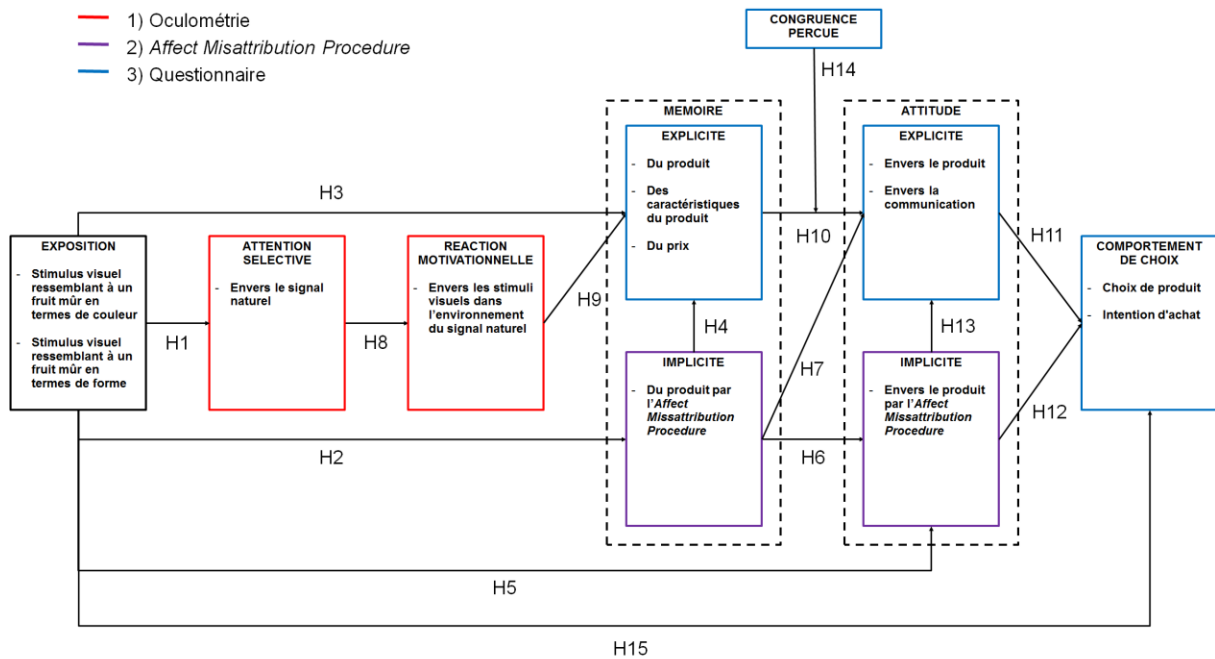 1) Oculométrie
2) Affect Misattribution Procedure
3) Questionnaire
CONGRUENCE
PERCUE
H14
MEMOIRE
EXPLICITE
- Du produit
- Des
caractéristiques
du produit
- Du prix
ATTITUDE
EXPLICITE
- Envers le produit
- Envers la
communication
H3
H10
H11
EXPOSITION
- Stimulus visuel
ressemblant à un
fruit mûr en
termes de couleur
- Stimulus visuel
ressemblant à un
fruit mûr en
termes de forme
H1
ATTENTION
SELECTIVE
- Envers le signal
naturel
H8
REACTION
MOTIVATIONNELLE
- Envers les stimuli
visuels dans
l'environnement
du signal naturel
H9
H4
H7
H13
COMPORTEMENT
DE CHOIX
- Choix de produit
- Intention d'achat
IMPLICITE
- Du produit par
l'Affect
Missattribution
Procedure
IMPLICITE
- Envers le produit
par l'Affect
Missattribution
Procedure
H12
H2
H6
H5
H15